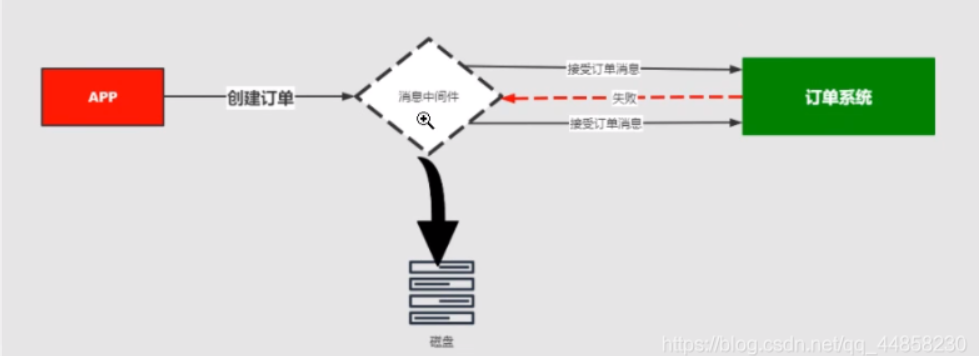 APP
创建订单
消息中间件
接受订单消息
失败
接受订单消息
订单系统
磁盘
https://blog.csdn.net/qq_44858230